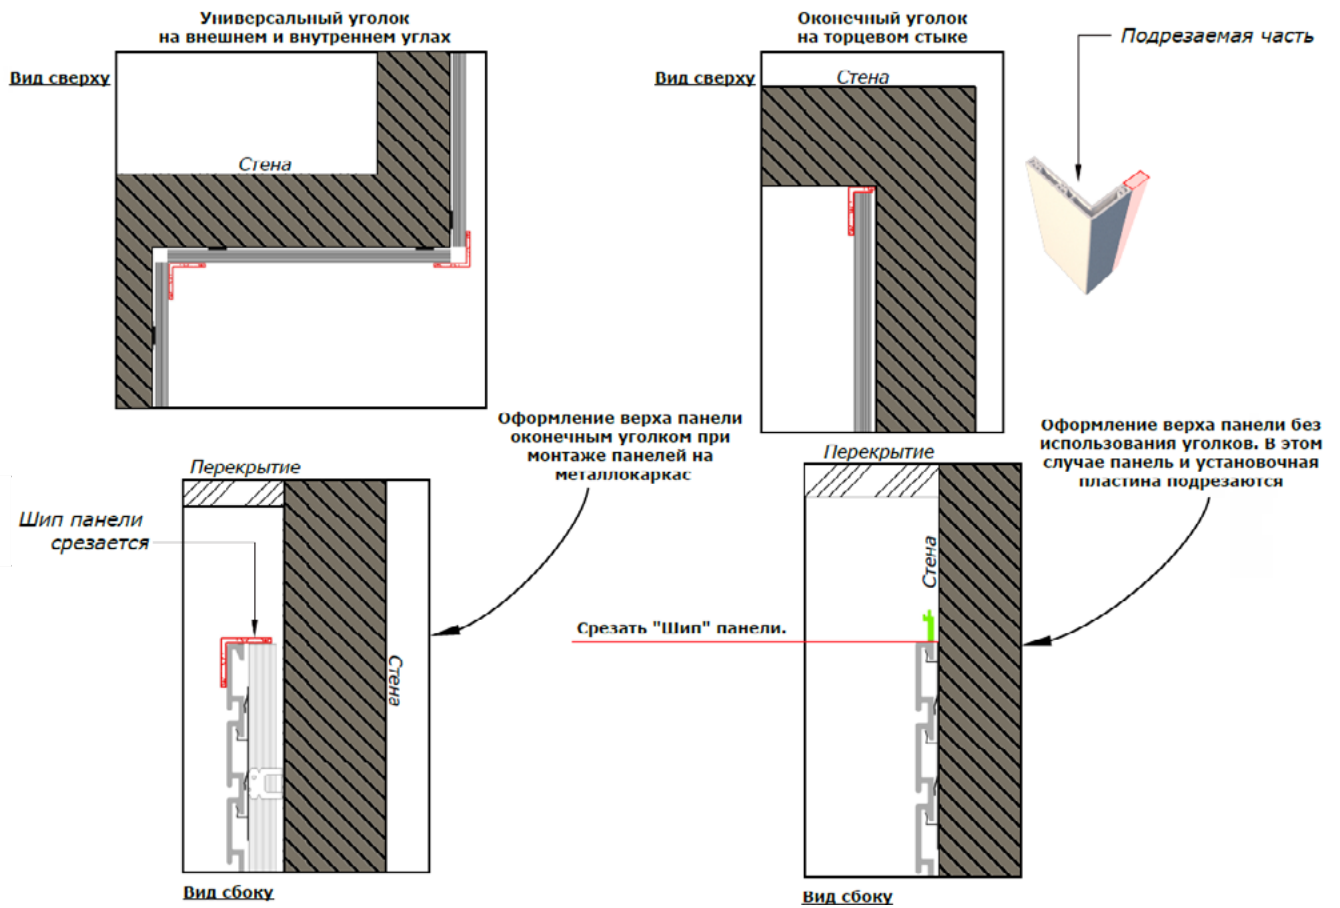 Универсальный уголок
на внешнем и внутреннем углах
Вид сверху
Стена
Оконечный уголок
на торцевом стыке
Вид сверху
Стена
Подрезаемая часть
Оформление верха панели
оконечным уголком при
монтаже панелей на
металлокаркас
Перекрытие
Шип панели
срезается
Стена
Вид сбоку
Оформление верха панели без
использования уголков. В этом
случае панель и установочная
пластина подрезаются
Перекрытие
Стена
Срезать "Шип" панели.
Вид сбоку